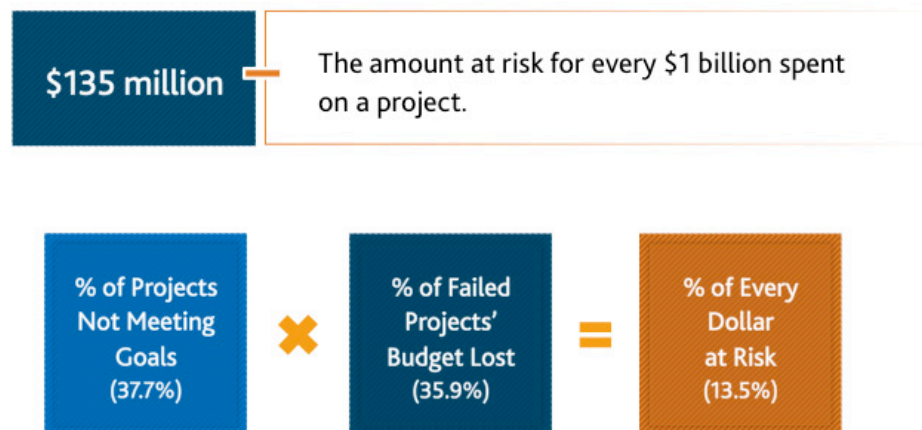 $135 million
The amount at risk for every $1 billion spent
on a project.
% of Projects
Not Meeting
Goals
(37.7%)
% of Failed
Projects’
Budget Lost
(35.9%)
% of Every
Dollar
at Risk
(13.5%)